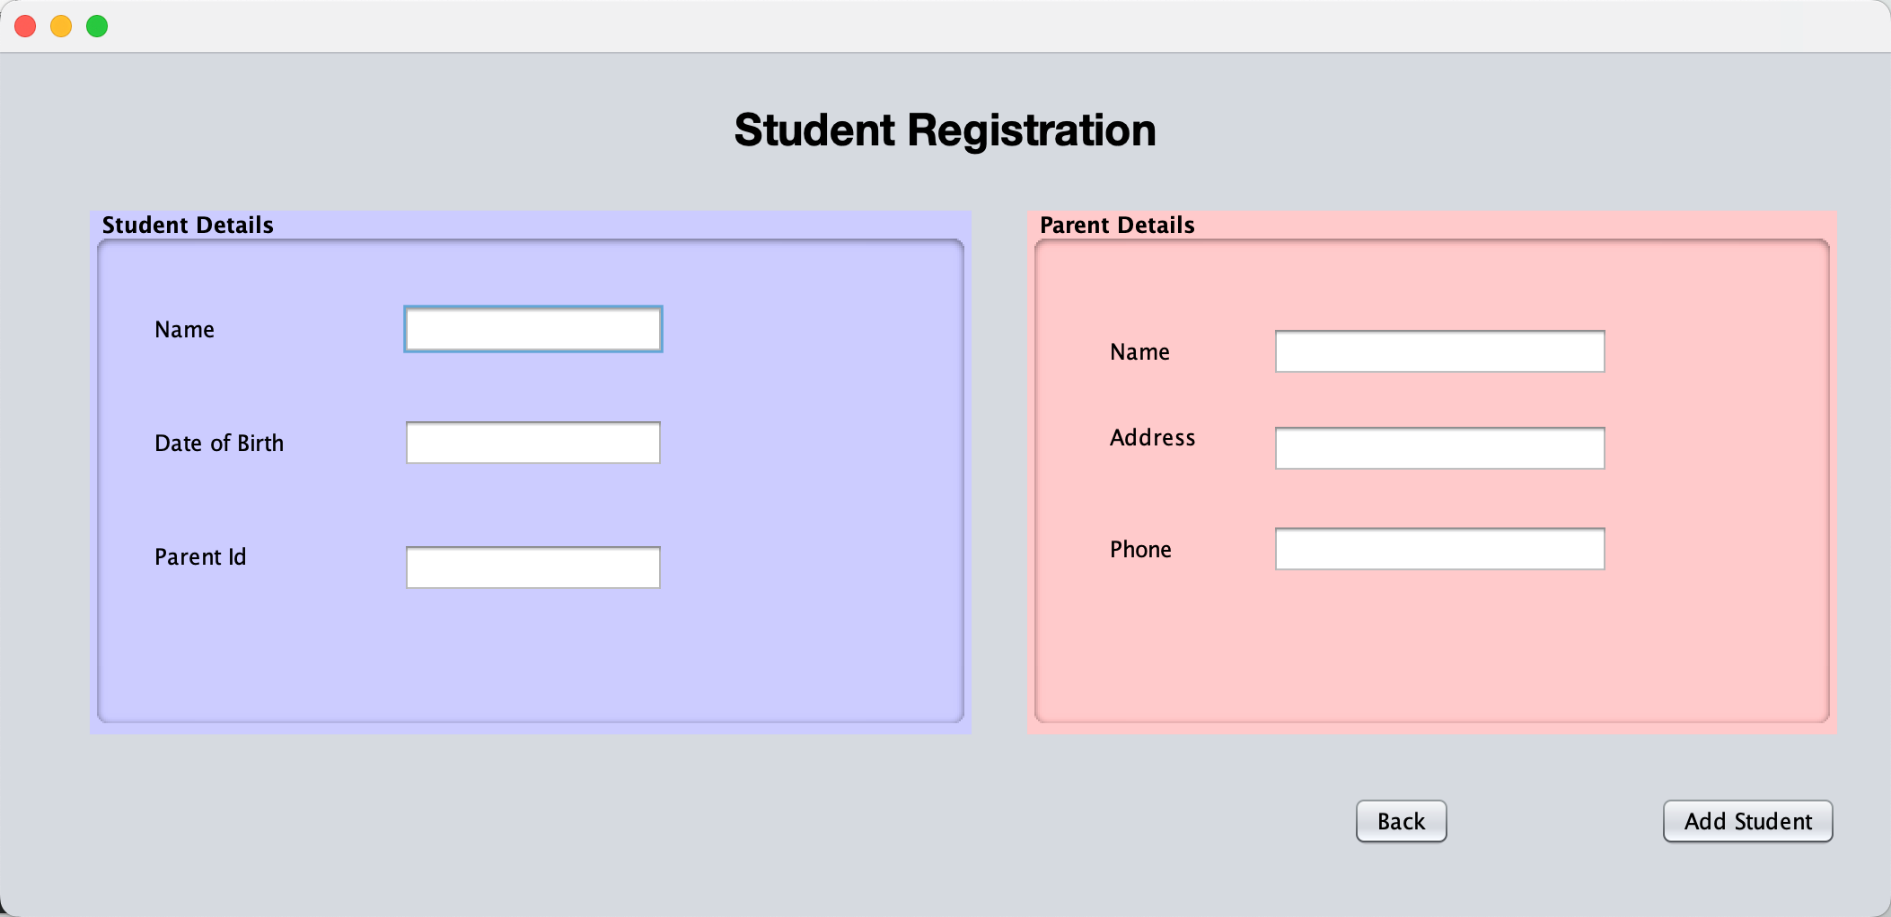 Student Registration
Student Details
Name
Date of Birth
Parent Id
Parent Details
Name
Address
Phone
Back
Add Student